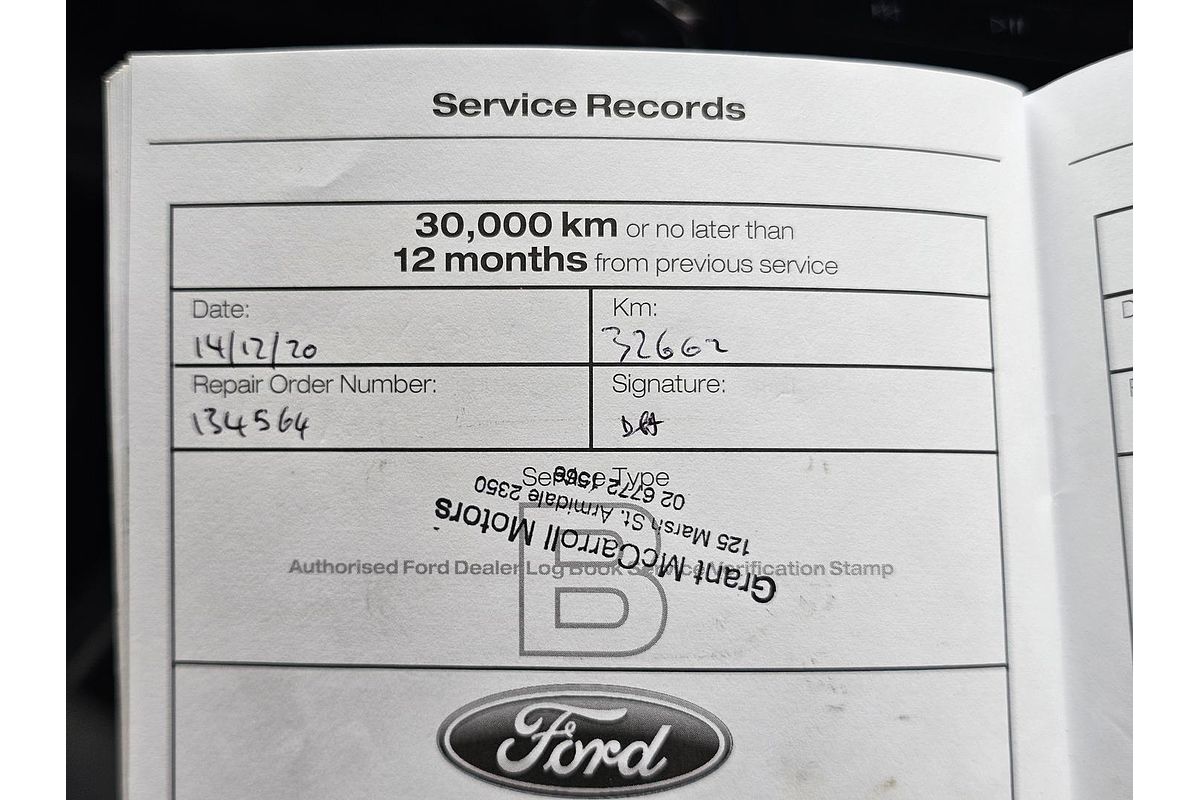 Service Records
30,000 km or no later than
12 months from previous service
Date:
14/12/20
Km:
32662
Repair Order Number:
134564
Signature:
Service Type
B
Authorised Ford Dealer Log Book Service Verification Stamp
Grant McCarroll Motors
125 Marsh St. Armidale 2350
02 6772
Ford